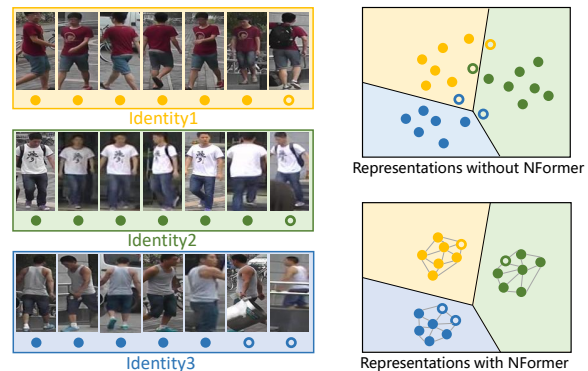 Identity1
Identity2
Identity3
Representations without NFormer
Representations with NFormer